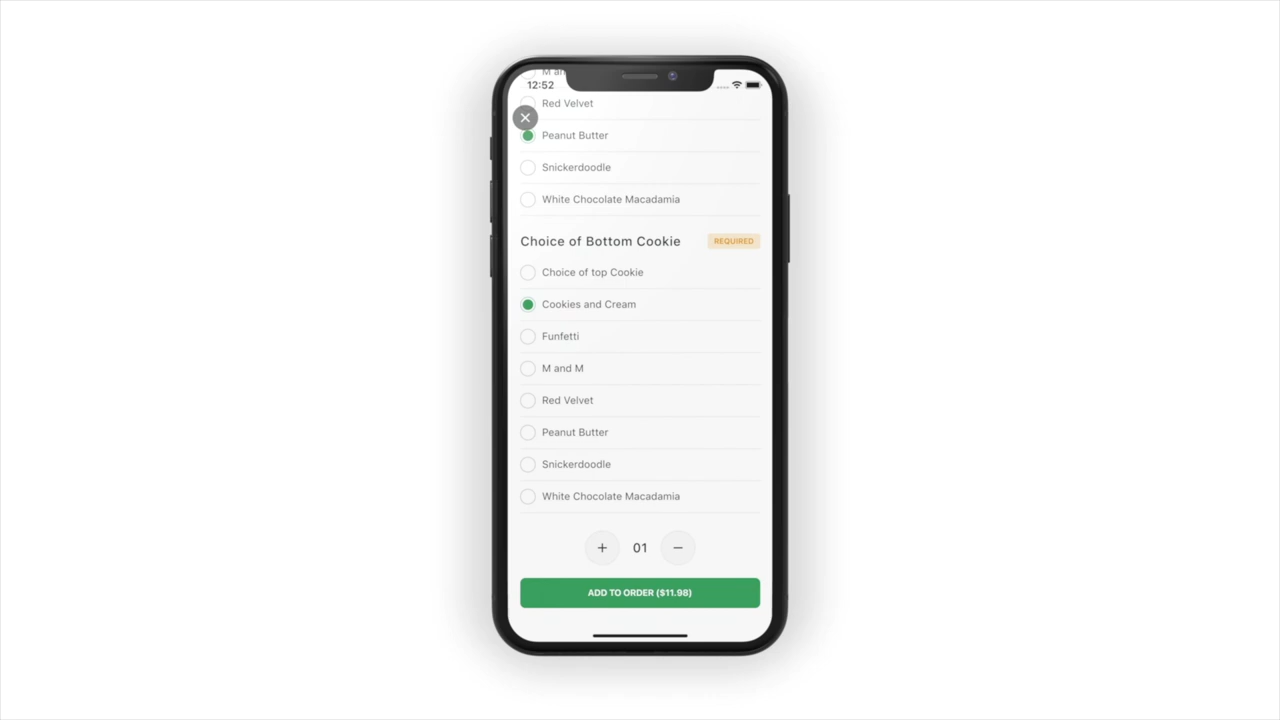 M an
12:52
Red Velvet
Peanut Butter
Snickerdoodle
White Chocolate Macadamia
Choice of Bottom Cookie
REQUIRED
Choice of top Cookie
Cookies and Cream
Funfetti
M and M
Red Velvet
Peanut Butter
Snickerdoodle
White Chocolate Macadamia
+ 01 −
ADD TO ORDER ($11.98)